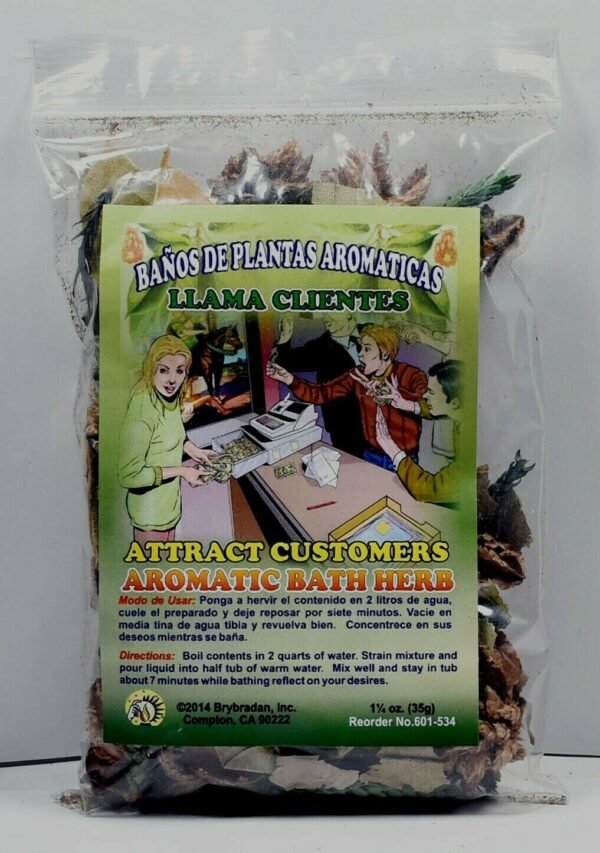 BAÑOS DE PLANTAS AROMATICAS
LLAMA CLIENTES
ATTRACT CUSTOMERS
AROMATIC BATH HERB
Modo de Usar: Ponga a hervir el contenido en 2 litros de agua,
cuele el preparado y deje reposar por siete minutos. Vacie en
media tina de agua tibia y revuelva bien. Concentrece en sus
deseos mientras se baña.
Directions: Boil contents in 2 quarts of water. Strain mixture and
pour liquid into half tub of warm water. Mix well and stay in tub
about 7 minutes while bathing reflect on your desires.
©2014 Brybradan, Inc.
Compton, CA 90222
1¼ oz. (35g)
Reorder No.601-534